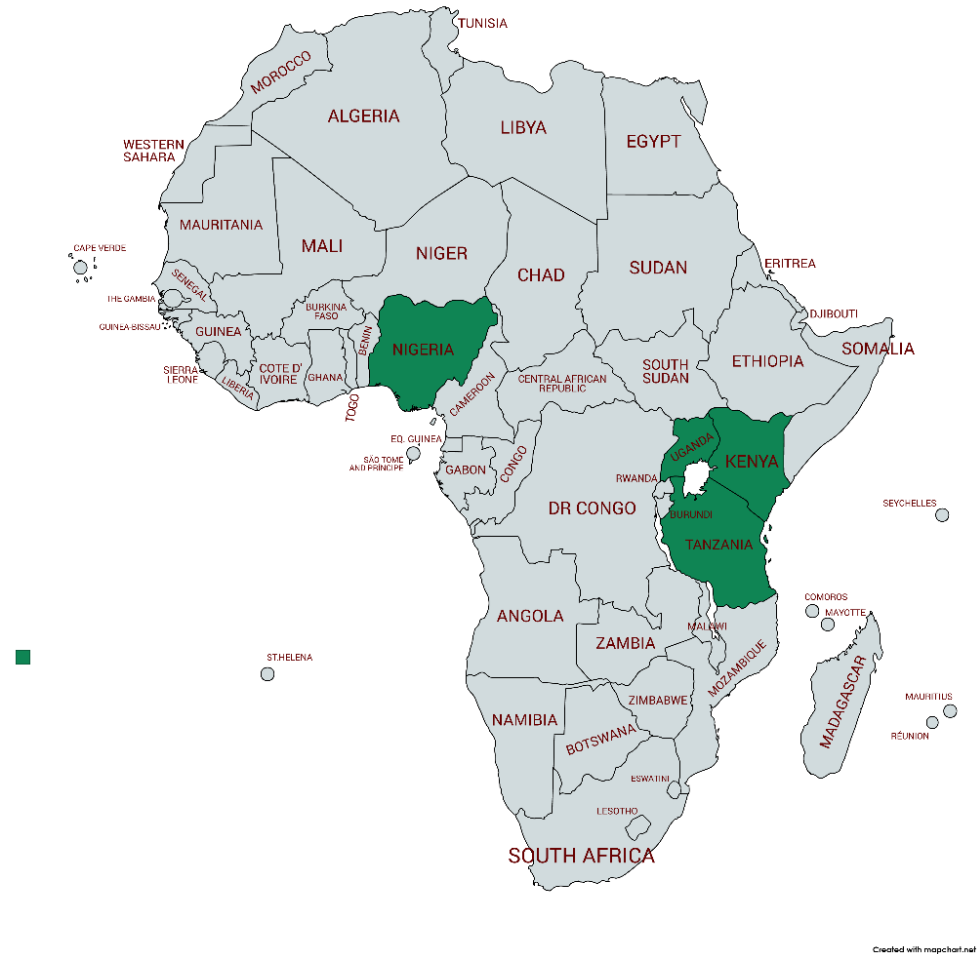 TUNISIA
MOROCCO
ALGERIA
LIBYA
EGYPT
WESTERN
SAHARA
MAURITANIA
MALI
NIGER
CHAD
SUDAN
ERITREA
CAPE VERDE
SENEGAL
THE GAMBIA
GUINEA-BISSAU
GUINEA
BURKINA
FASO
BENIN
NIGERIA
DJIBOUTI
SOMALIA
SIERRA
LEONE
LIBERIA
COTE D'
IVOIRE
GHANA
TOGO
CAMEROON
CENTRAL AFRICAN
REPUBLIC
SOUTH
SUDAN
ETHIOPIA
EQ. GUINEA
SÃO TOME
AND PRINCIPE
GABON
CONGO
UGANDA
KENYA
RWANDA
DR CONGO
BURUNDI
TANZANIA
SEYCHELLES
ANGOLA
ZAMBIA
MALAWI
COMOROS
MAYOTTE
MOZAMBIQUE
ST.HELENA
MADAGASCAR
MAURITIUS
RÉUNION
NAMIBIA
BOTSWANA
ZIMBABWE
ESWATINI
LESOTHO
SOUTH AFRICA
Created with mapchart.net